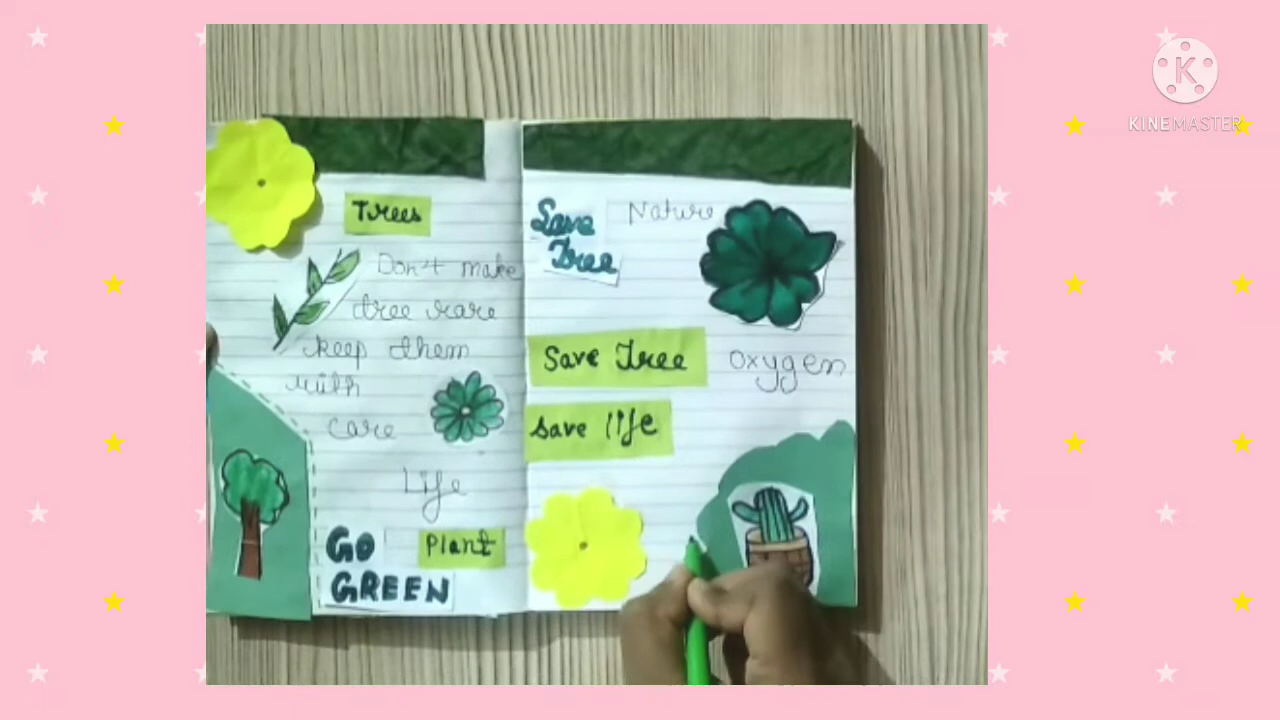 Trees
Don't make
tree rare
keep them
with
care
Life
GO
GREEN
Plant
Save
Tree
Nature
Save Tree
oxygen
save life
KINEMASTER